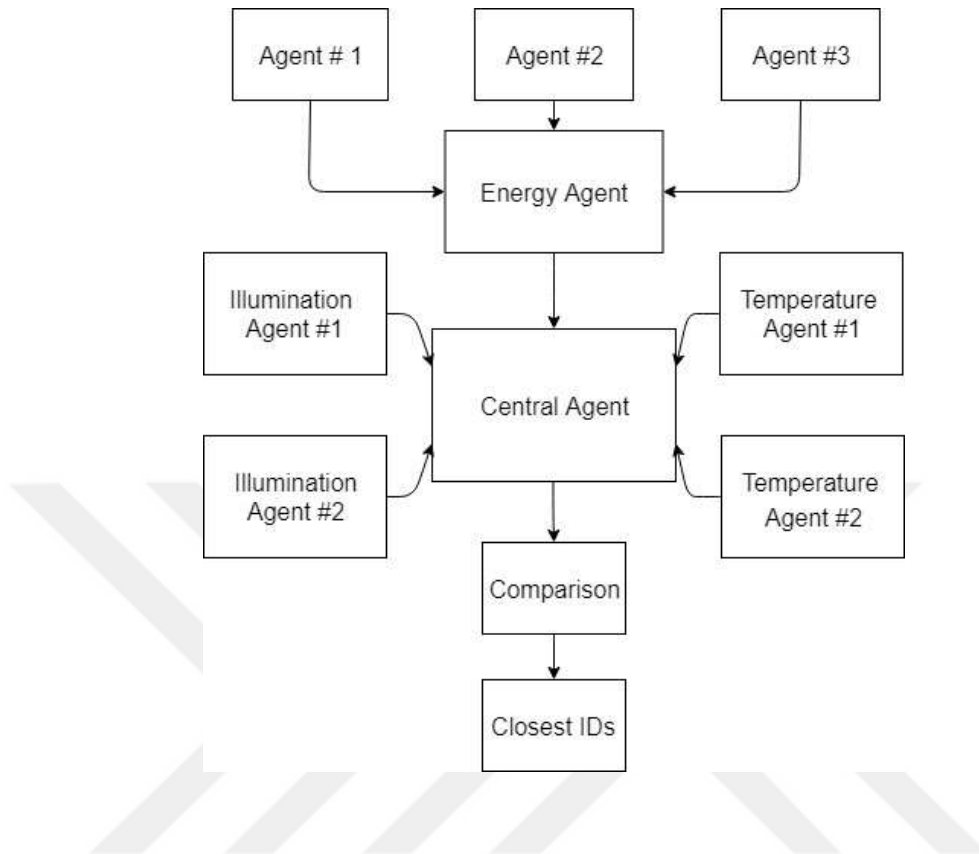 Agent # 1
Agent #2
Agent #3
Energy Agent
Illumination
Agent #1
Temperature
Agent #1
Central Agent
Illumination
Agent #2
Temperature
Agent #2
Comparison
Closest IDs